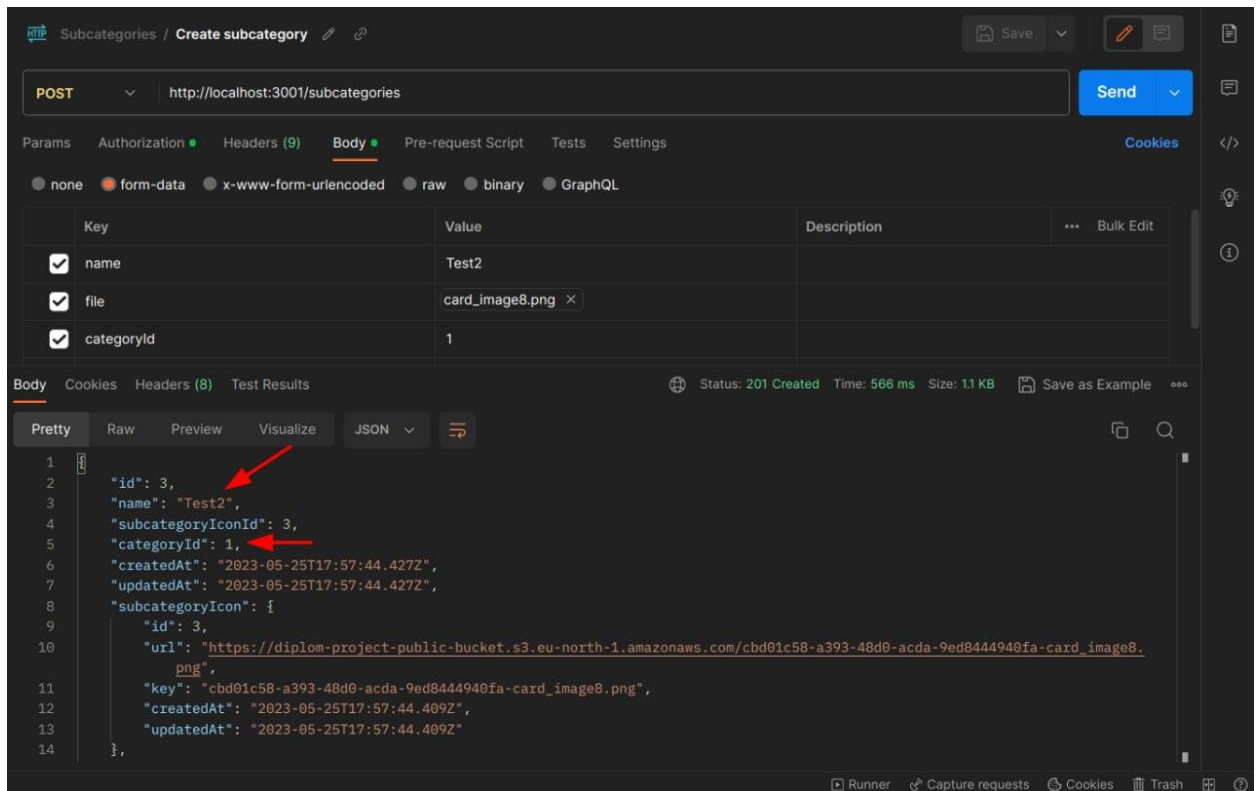 HTTP Subcategories / Create subcategory Save
POST http://localhost:3001/subcategories Send
Params Authorization Headers (9) Body Pre-request Script Tests Settings Cookies
none form-data x-www-form-urlencoded raw binary GraphQL
Key Value Description ... Bulk Edit
name Test2
file card_image8.png ×
categoryId 1
Body Cookies Headers (8) Test Results Status: 201 Created Time: 566 ms Size: 1.1 KB Save as Example
Pretty Raw Preview Visualize JSON
1 {
2 "id": 3,
3 "name": "Test2",
4 "subcategoryIconId": 3,
5 "categoryId": 1,
6 "createdAt": "2023-05-25T17:57:44.427Z",
7 "updatedAt": "2023-05-25T17:57:44.427Z",
8 "subcategoryIcon": {
9 "id": 3,
10 "url": "https://diplom-project-public-bucket.s3.eu-north-1.amazonaws.com/cbd01c58-a393-48d0-acda-9ed8444940fa-card_image8.
png",
11 "key": "cbd01c58-a393-48d0-acda-9ed8444940fa-card_image8.png",
12 "createdAt": "2023-05-25T17:57:44.409Z",
13 "updatedAt": "2023-05-25T17:57:44.409Z"
14 },
Runner Capture requests Cookies Trash